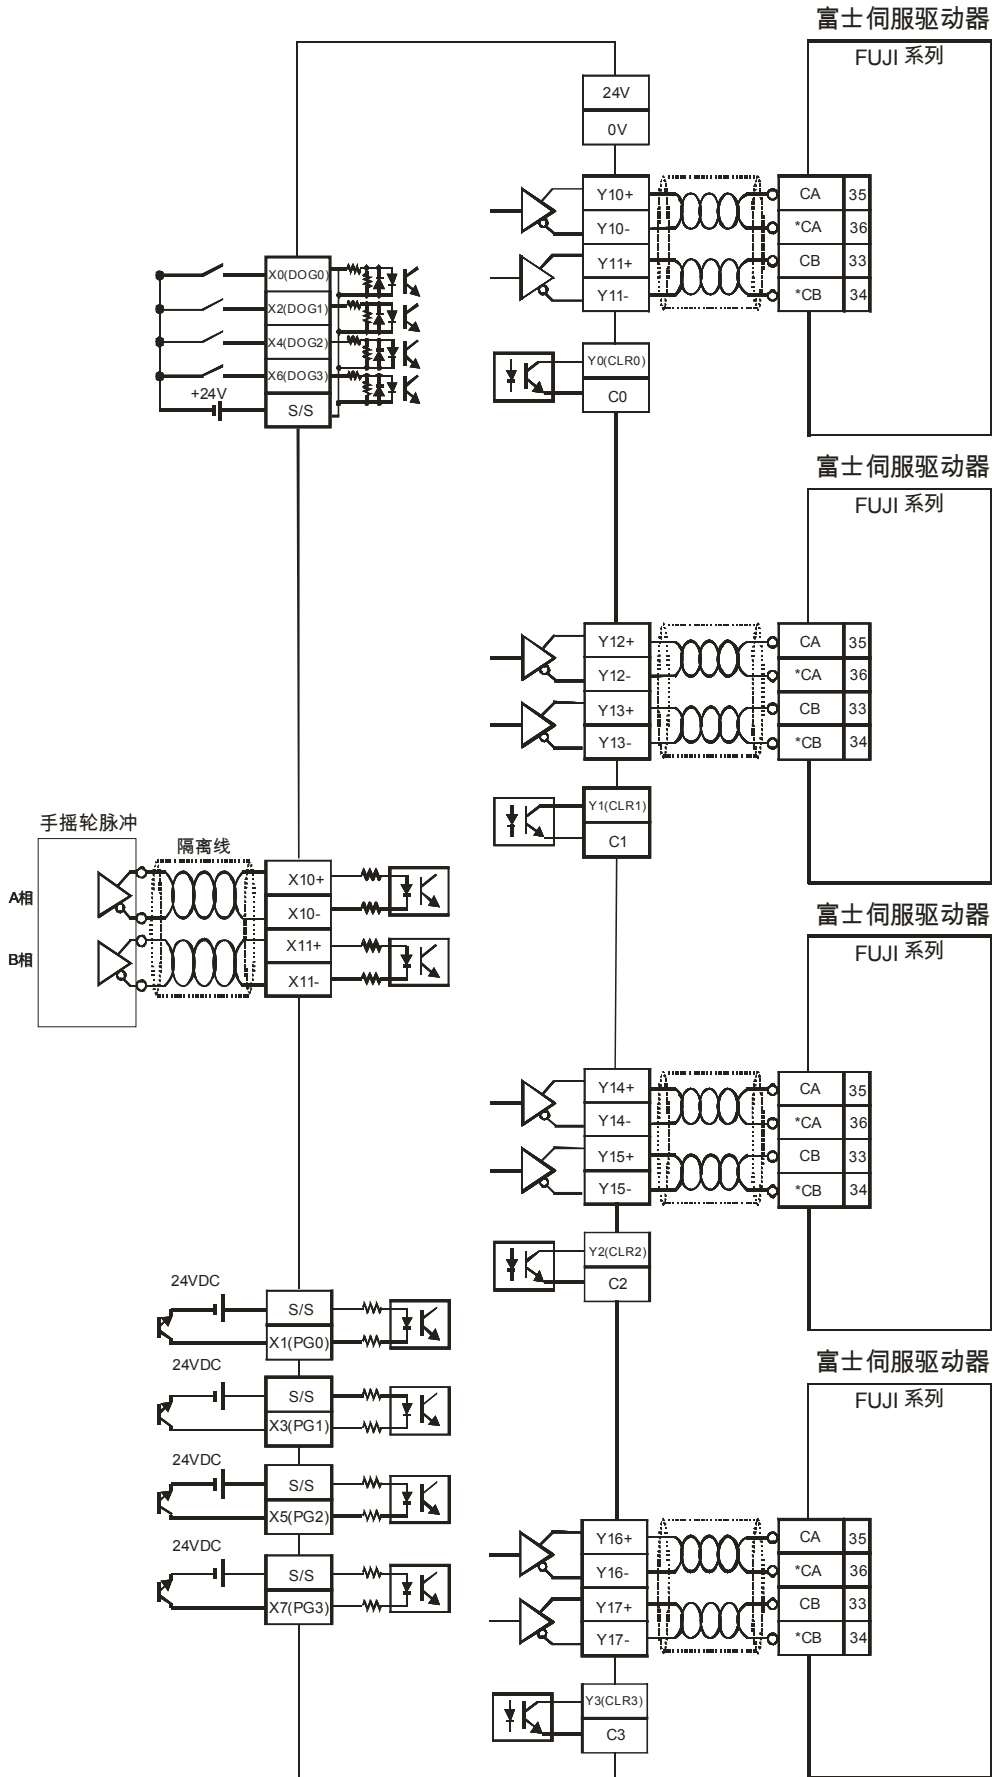 富士伺服驱动器
FUJI 系列
24V
0V
Y10+
Y10-
Y11+
Y11-
CA 35
*CA 36
CB 33
*CB 34
X0(DOG0)
X2(DOG1)
X4(DOG2)
X6(DOG3)
+24V
S/S
Y0(CLR0)
C0
富士伺服驱动器
FUJI 系列
Y12+
Y12-
Y13+
Y13-
CA 35
*CA 36
CB 33
*CB 34
Y1(CLR1)
C1
手摇轮脉冲
隔离线
A相
B相
X10+
X10-
X11+
X11-
富士伺服驱动器
FUJI 系列
Y14+
Y14-
Y15+
Y15-
CA 35
*CA 36
CB 33
*CB 34
Y2(CLR2)
C2
24VDC
S/S
X1(PG0)
24VDC
S/S
X3(PG1)
24VDC
S/S
X5(PG2)
24VDC
S/S
X7(PG3)
富士伺服驱动器
FUJI 系列
Y16+
Y16-
Y17+
Y17-
CA 35
*CA 36
CB 33
*CB 34
Y3(CLR3)
C3